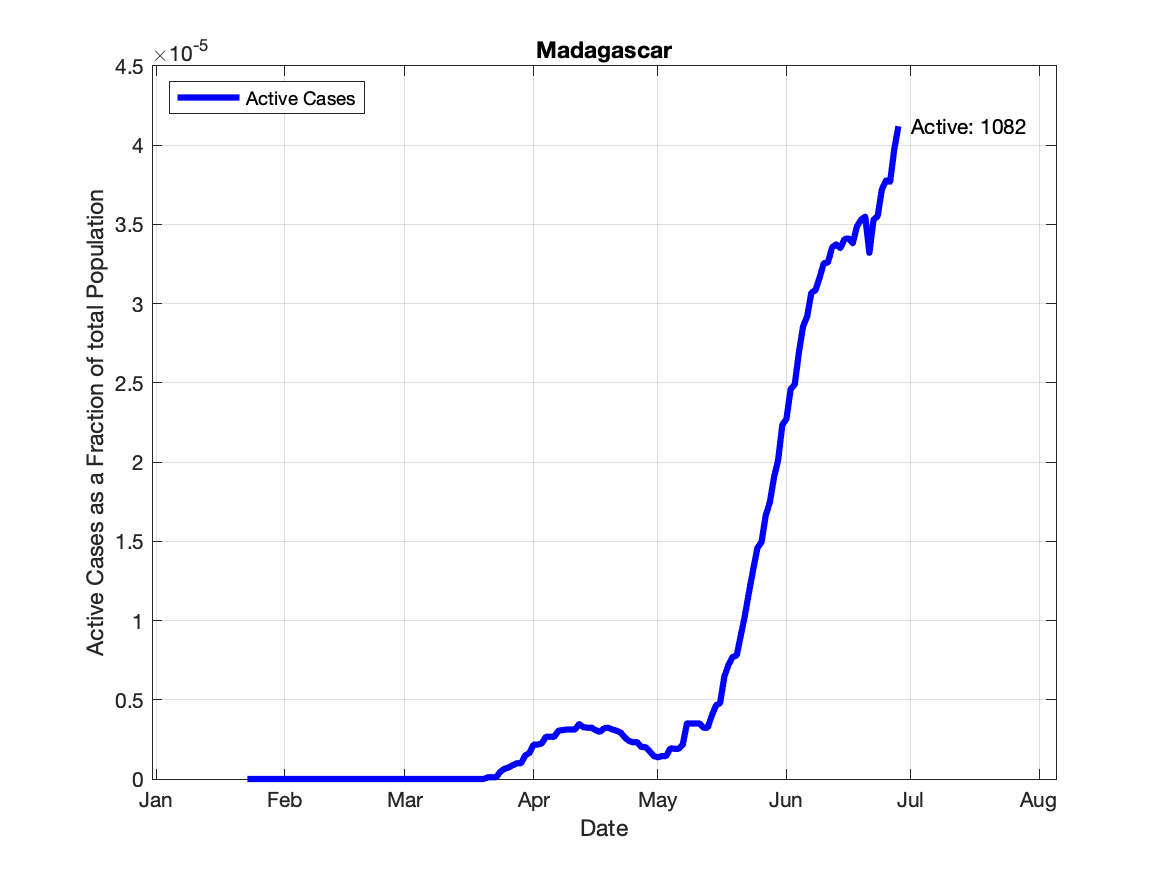 Madagascar
×10-5
4.5
4
3.5
3
2.5
2
1.5
1
0.5
0
Active Cases
Active: 1082
Active Cases as a Fraction of total Population
Jan Feb Mar Apr May Jun Jul Aug
Date